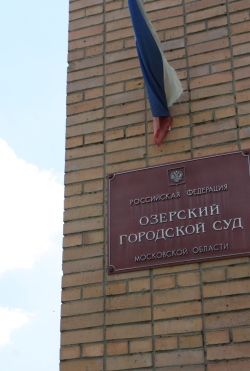 РОССИЙСКАЯ ФЕДЕРАЦИЯ
ОЗЕРСКИЙ
ГОРОДСКОЙ СУД
МОСКОВСКОЙ ОБЛАСТИ